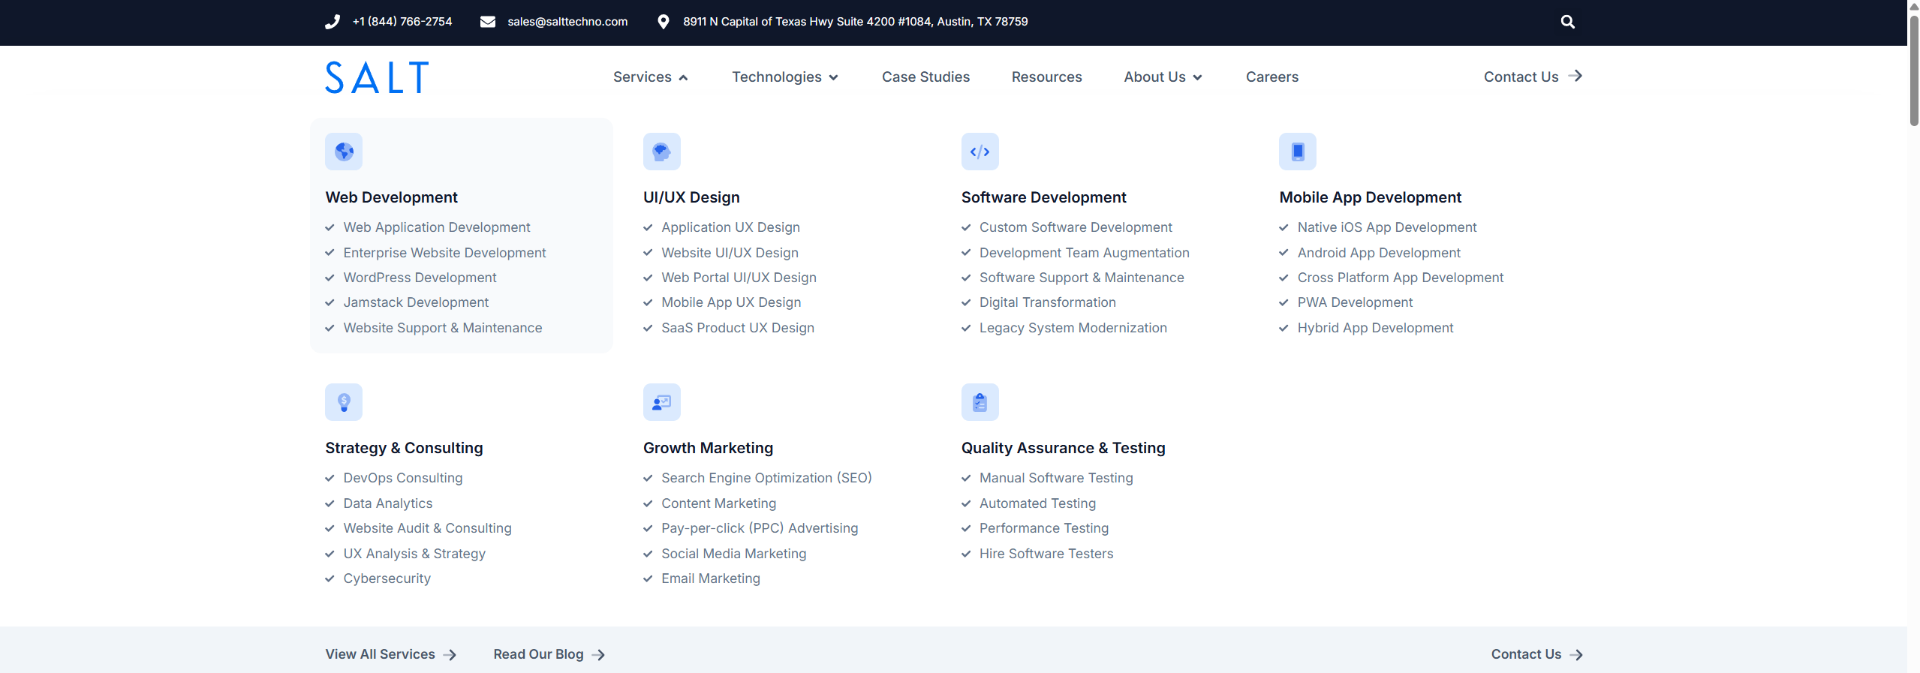 +1 (844) 766-2754 sales@salttechno.com 8911 N Capital of Texas Hwy Suite 4200 #1084, Austin, TX 78759
SALT Services Technologies Case Studies Resources About Us Careers Contact Us
Web Development
Web Application Development
Enterprise Website Development
WordPress Development
Jamstack Development
Website Support & Maintenance
UI/UX Design
Application UX Design
Website UI/UX Design
Web Portal UI/UX Design
Mobile App UX Design
SaaS Product UX Design
Software Development
Custom Software Development
Development Team Augmentation
Software Support & Maintenance
Digital Transformation
Legacy System Modernization
Mobile App Development
Native iOS App Development
Android App Development
Cross Platform App Development
PWA Development
Hybrid App Development
Strategy & Consulting
DevOps Consulting
Data Analytics
Website Audit & Consulting
UX Analysis & Strategy
Cybersecurity
Growth Marketing
Search Engine Optimization (SEO)
Content Marketing
Pay-per-click (PPC) Advertising
Social Media Marketing
Email Marketing
Quality Assurance & Testing
Manual Software Testing
Automated Testing
Performance Testing
Hire Software Testers
View All Services Read Our Blog Contact Us